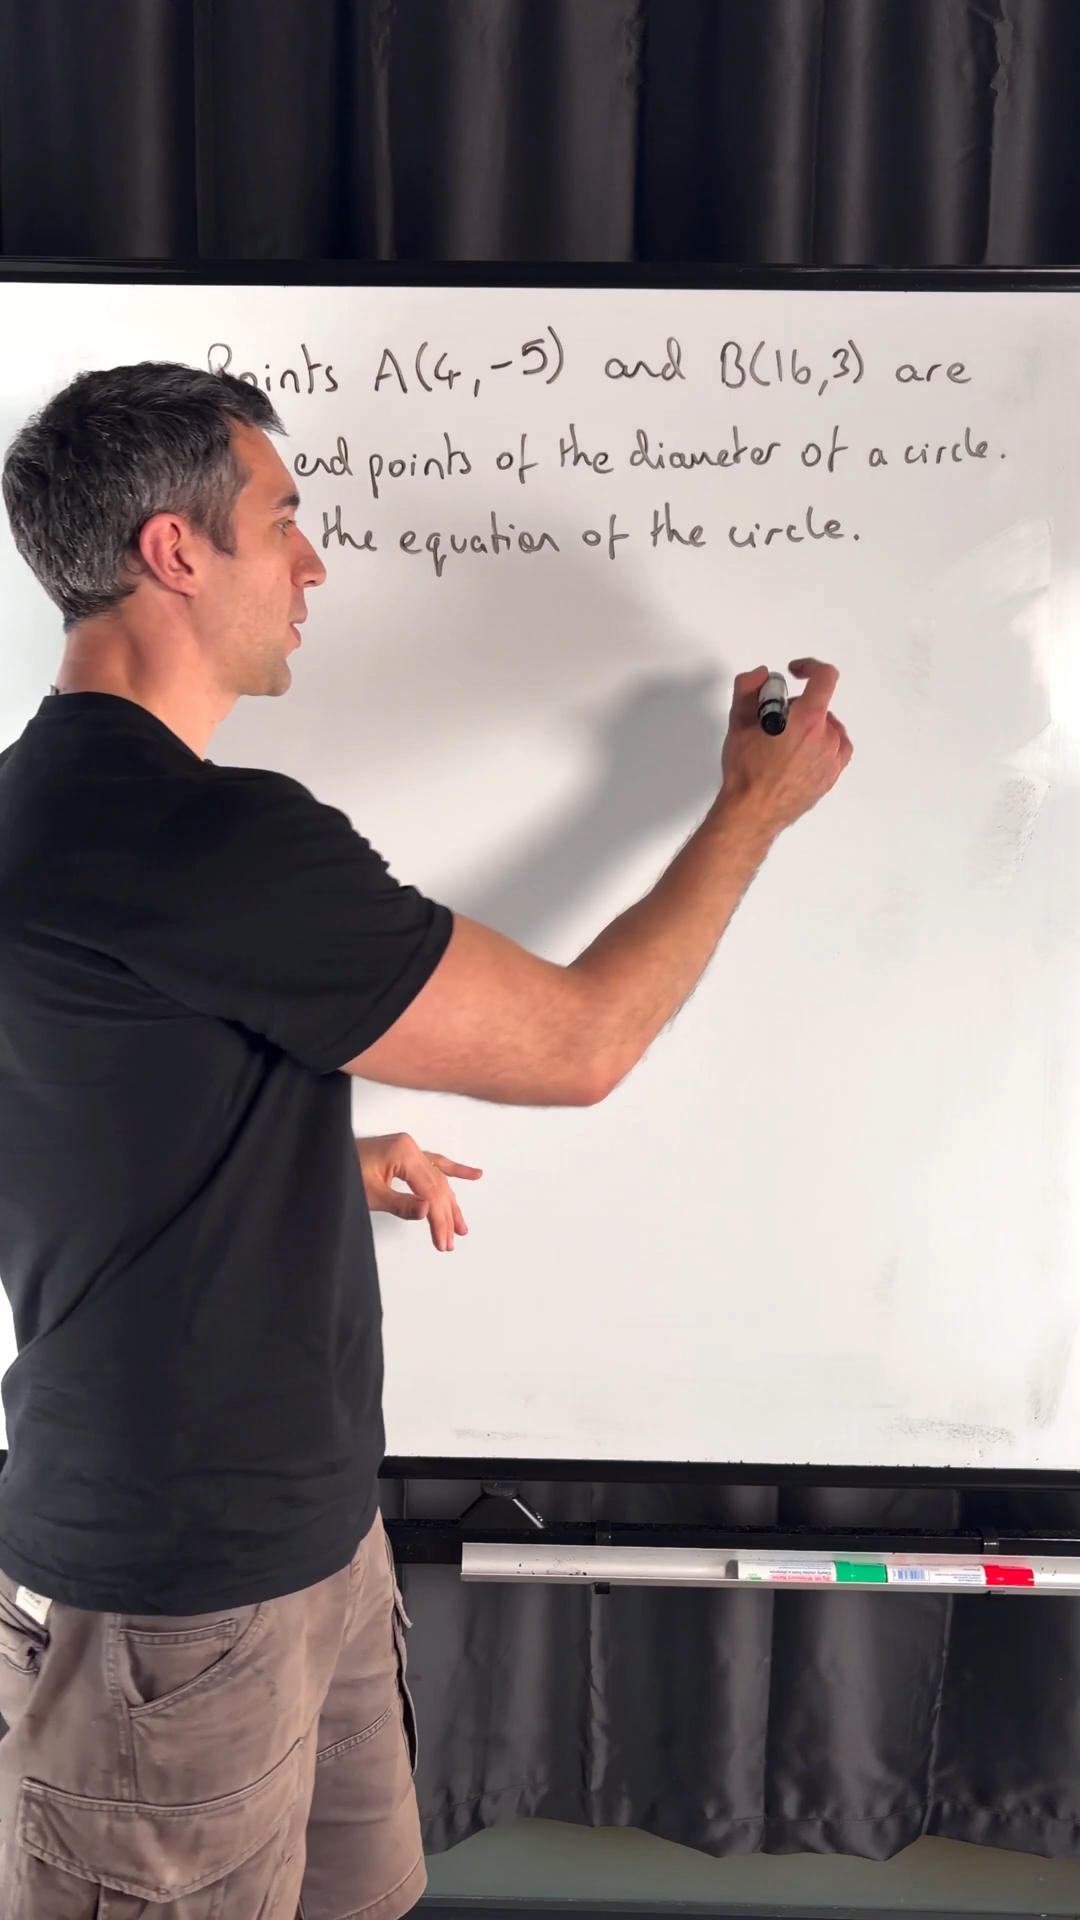 Points A(4,-5) and B(16,3) are
end points of the diameter of a circle.
the equation of the circle.